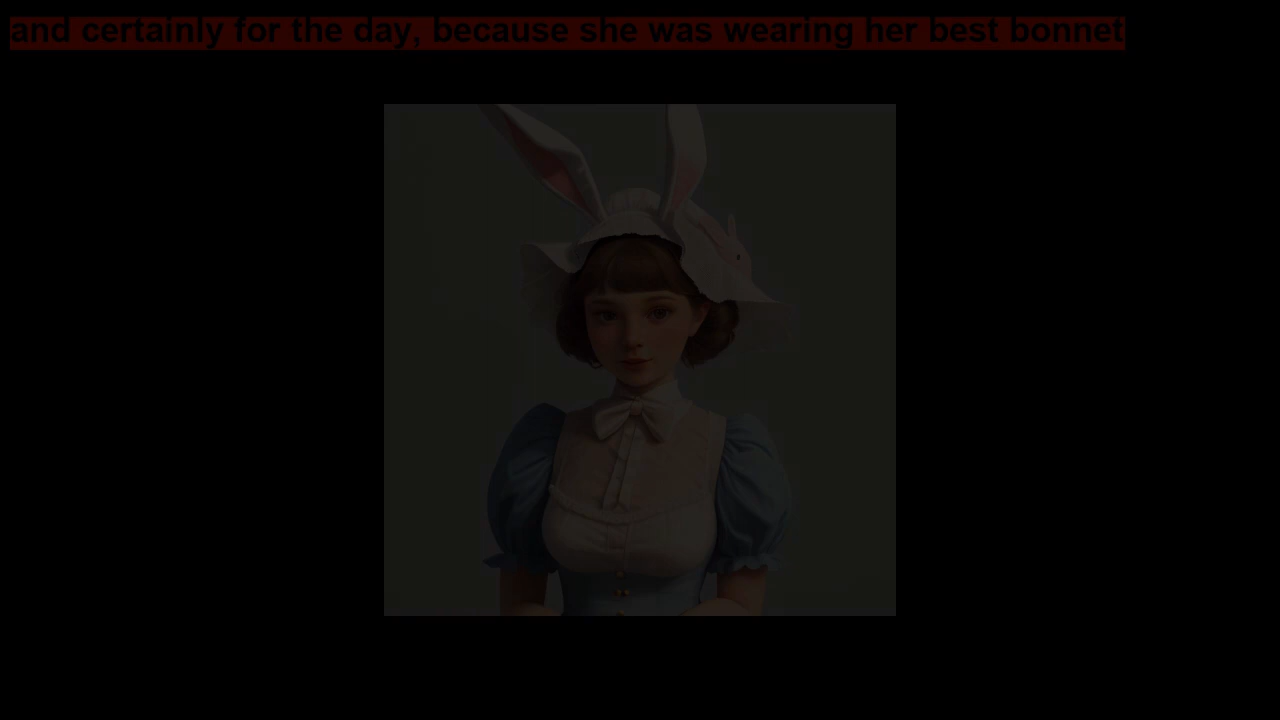 and certainly for the day, because she was wearing her best bonnet